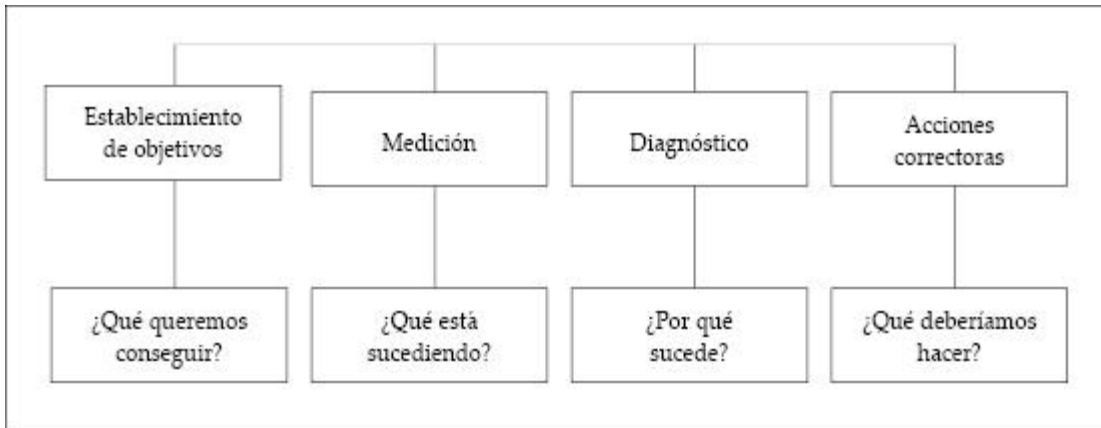 Establecimiento
de objetivos
Medición
Diagnóstico
Acciones
correctoras
¿Qué queremos
conseguir?
¿Qué está
sucediendo?
¿Por qué
sucede?
¿Qué deberíamos
hacer?